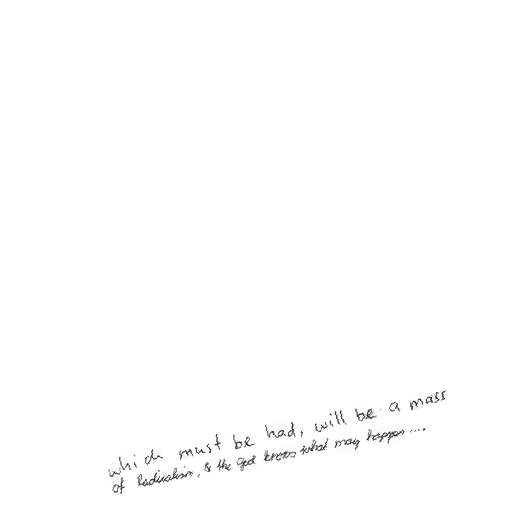 which must be had, will be a mass
of Radicalism, & the God knows what may happen ....